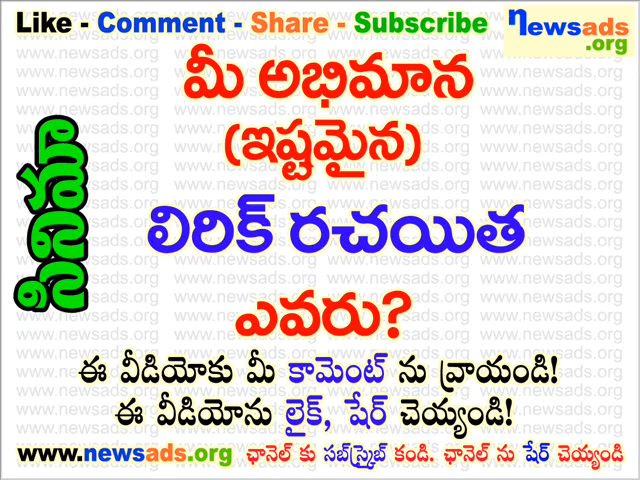 Like - Comment - Share - Subscribe
newsads
.org
సినిమా
మీ అభిమాన
(ఇష్టమైన)
లిరిక్ రచయిత
ఎవరు?
ఈ వీడియోకు మీ కామెంట్ ను వ్రాయండి!
ఈ వీడియోను లైక్, షేర్ చెయ్యండి!
www.newsads.org ఛానెల్ కు సబ్‌స్క్రైబ్ కండి. ఛానెల్ ను షేర్ చెయ్యండి